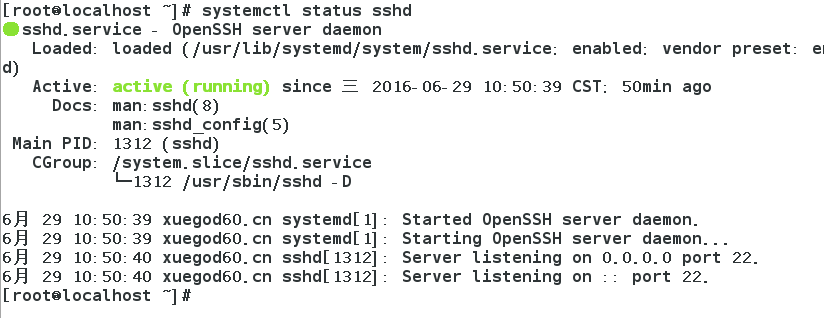 [root@localhost ~]# systemctl status sshd
sshd.service - OpenSSH server daemon
Loaded: loaded (/usr/lib/systemd/system/sshd.service; enabled; vendor preset: en
d)
Active: active (running) since 三 2016-06-29 10:50:39 CST; 50min ago
Docs: man:sshd(8)
man:sshd_config(5)
Main PID: 1312 (sshd)
CGroup: /system.slice/sshd.service
└─1312 /usr/sbin/sshd -D
6月 29 10:50:39 xuegod60.cn systemd[1]: Started OpenSSH server daemon.
6月 29 10:50:39 xuegod60.cn systemd[1]: Starting OpenSSH server daemon...
6月 29 10:50:40 xuegod60.cn sshd[1312]: Server listening on 0.0.0.0 port 22.
6月 29 10:50:40 xuegod60.cn sshd[1312]: Server listening on :: port 22.
[root@localhost ~]#